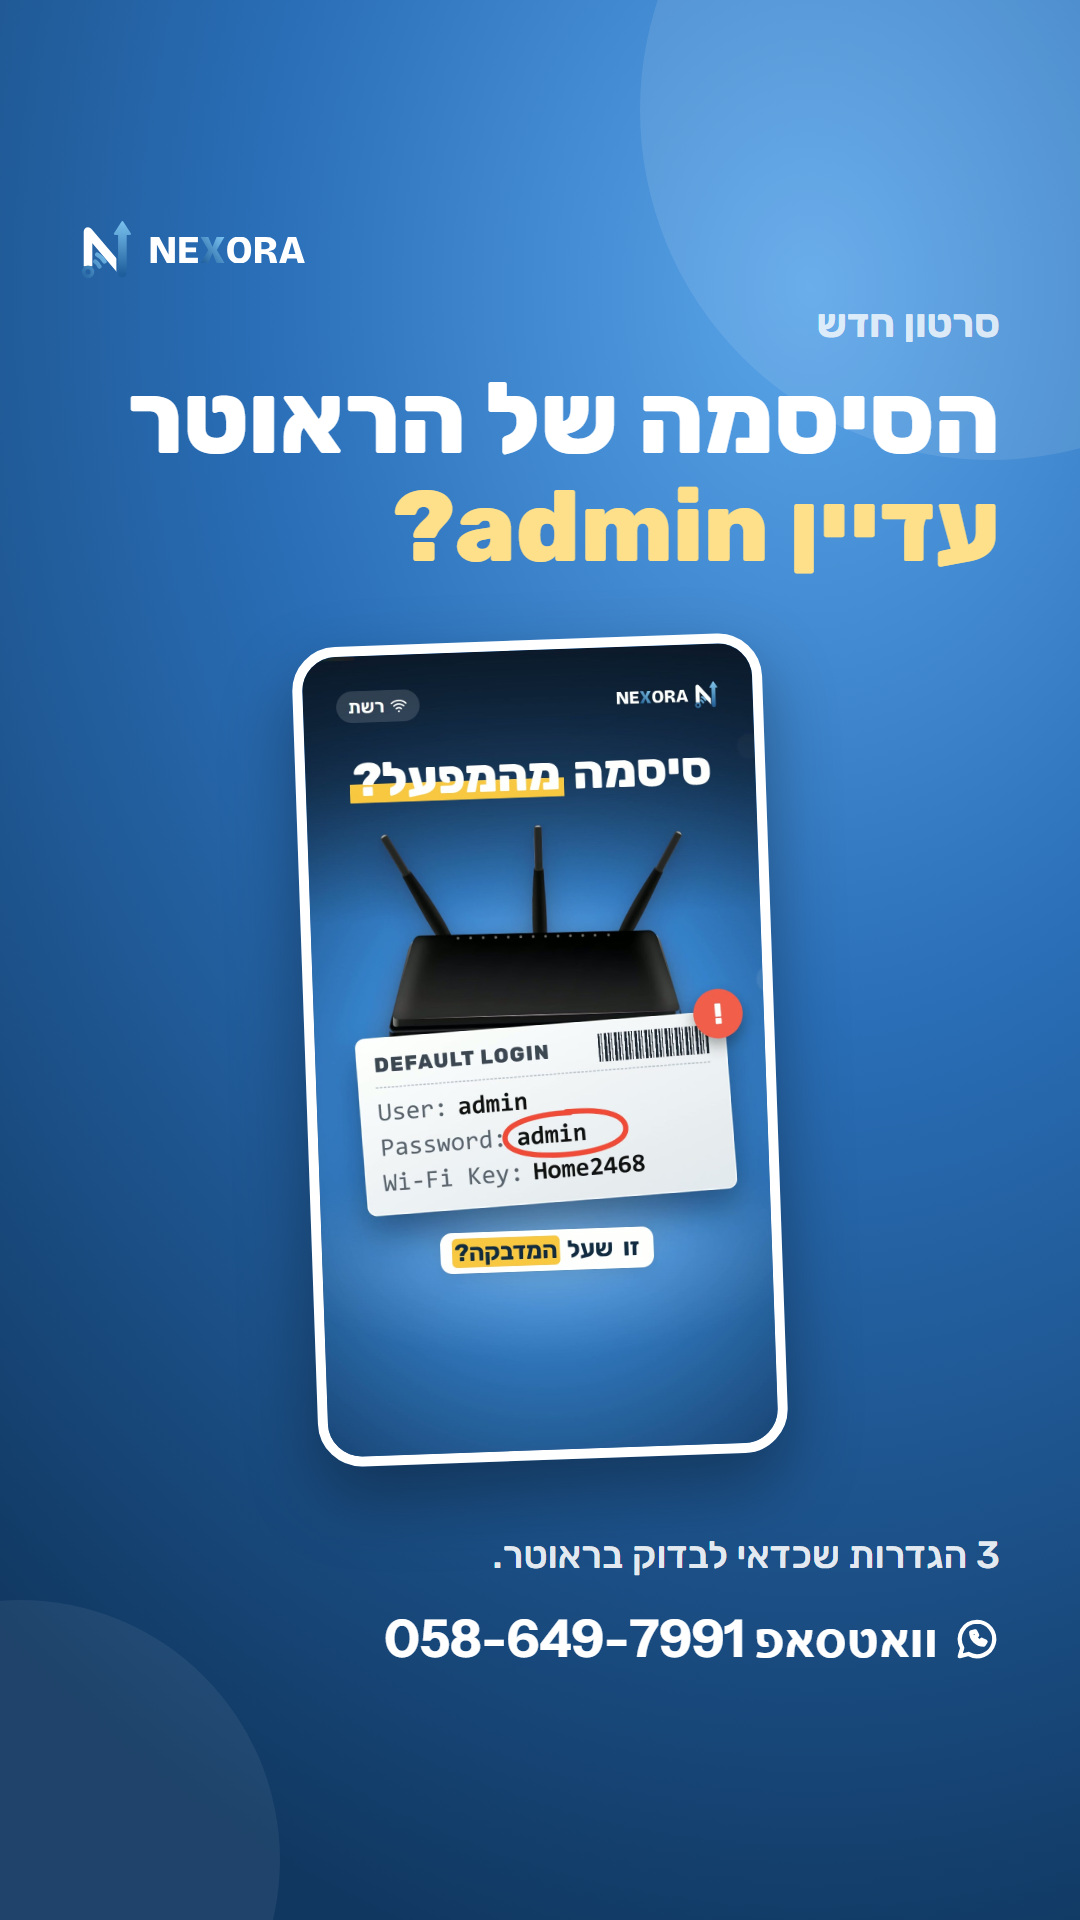 NEXORA
סרטון חדש
הסיסמה של הראוטר
עדיין admin?
רשת
NEXORA
סיסמה מהמפעל?
!
DEFAULT LOGIN
User: admin
Password: admin
Wi-Fi Key: Home2468
זו שעל המדבקה?
3 הגדרות שכדאי לבדוק בראוטר.
וואטסאפ 058-649-7991